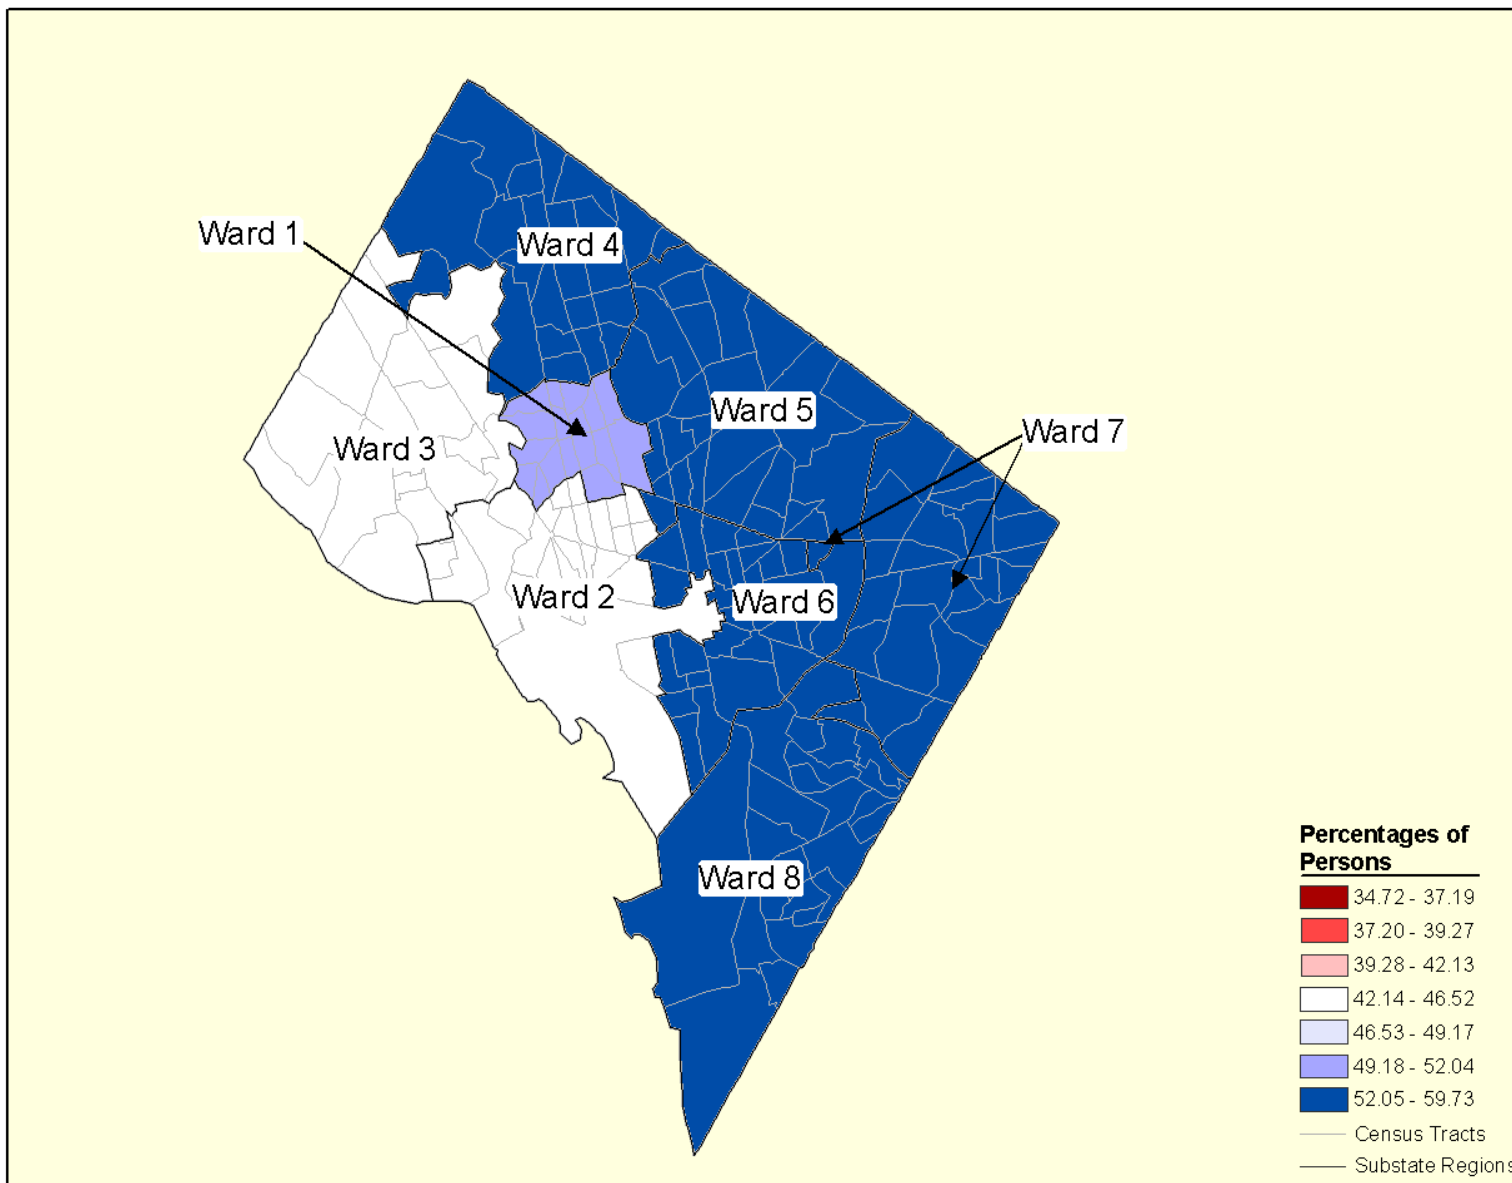 Ward 1
Ward 4
Ward 5
Ward 7
Ward 3
Ward 2
Ward 6
Ward 8
Percentages of
Persons
34.72 - 37.19
37.20 - 39.27
39.28 - 42.13
42.14 - 46.52
46.53 - 49.17
49.18 - 52.04
52.05 - 59.73
Census Tracts
Substate Regions